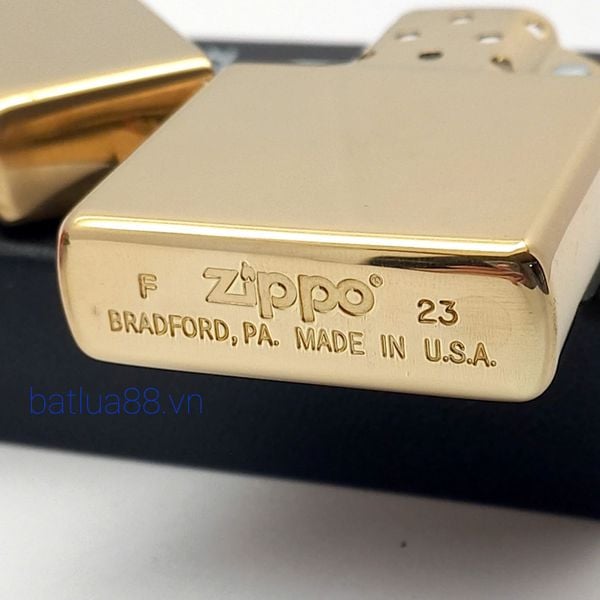 F zippo® 23
BRADFORD, PA. MADE IN U.S.A.
batlua88.vn